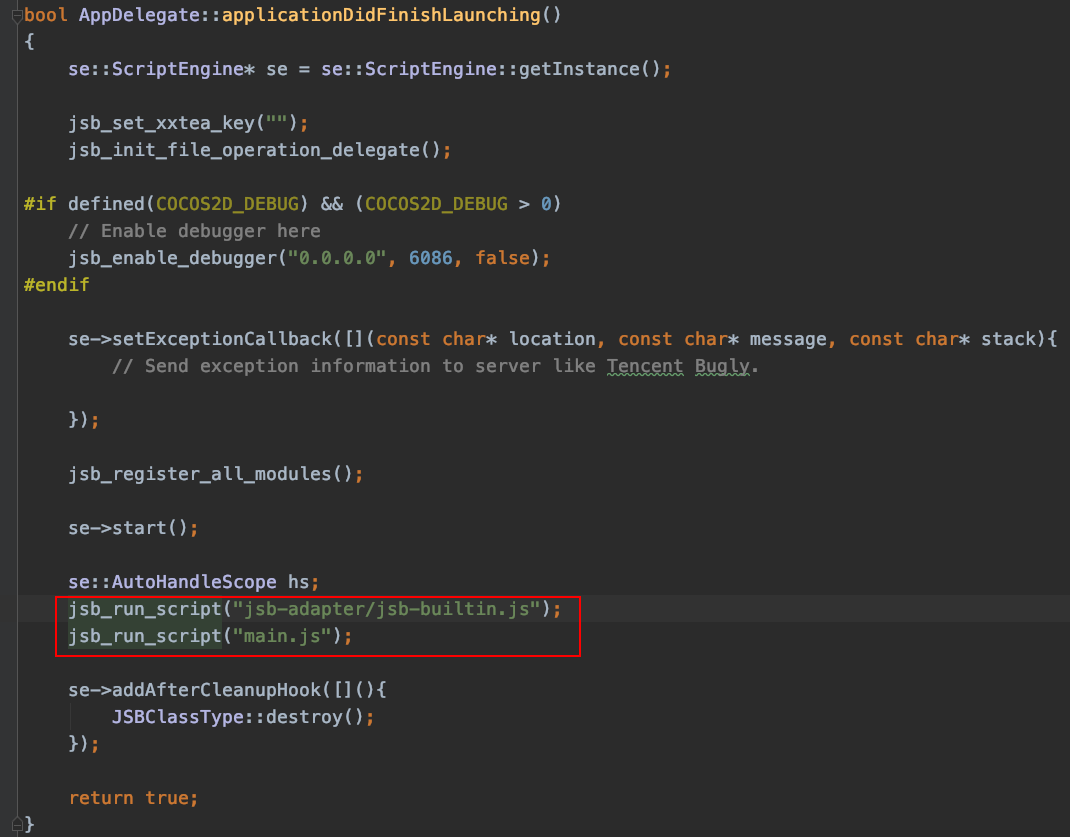 bool AppDelegate::applicationDidFinishLaunching()
{
    se::ScriptEngine* se = se::ScriptEngine::getInstance();
    jsb_set_xxtea_key("");
    jsb_init_file_operation_delegate();
#if defined(COCOS2D_DEBUG) && (COCOS2D_DEBUG > 0)
    // Enable debugger here
    jsb_enable_debugger("0.0.0.0", 6086, false);
#endif
    se->setExceptionCallback([](const char* location, const char* message, const char* stack){
        // Send exception information to server like Tencent Bugly.
    });
    jsb_register_all_modules();
    se->start();
    se::AutoHandleScope hs;
    jsb_run_script("jsb-adapter/jsb-builtin.js");
    jsb_run_script("main.js");
    se->addAfterCleanupHook([](){
        JSBClassType::destroy();
    });
    return true;
}